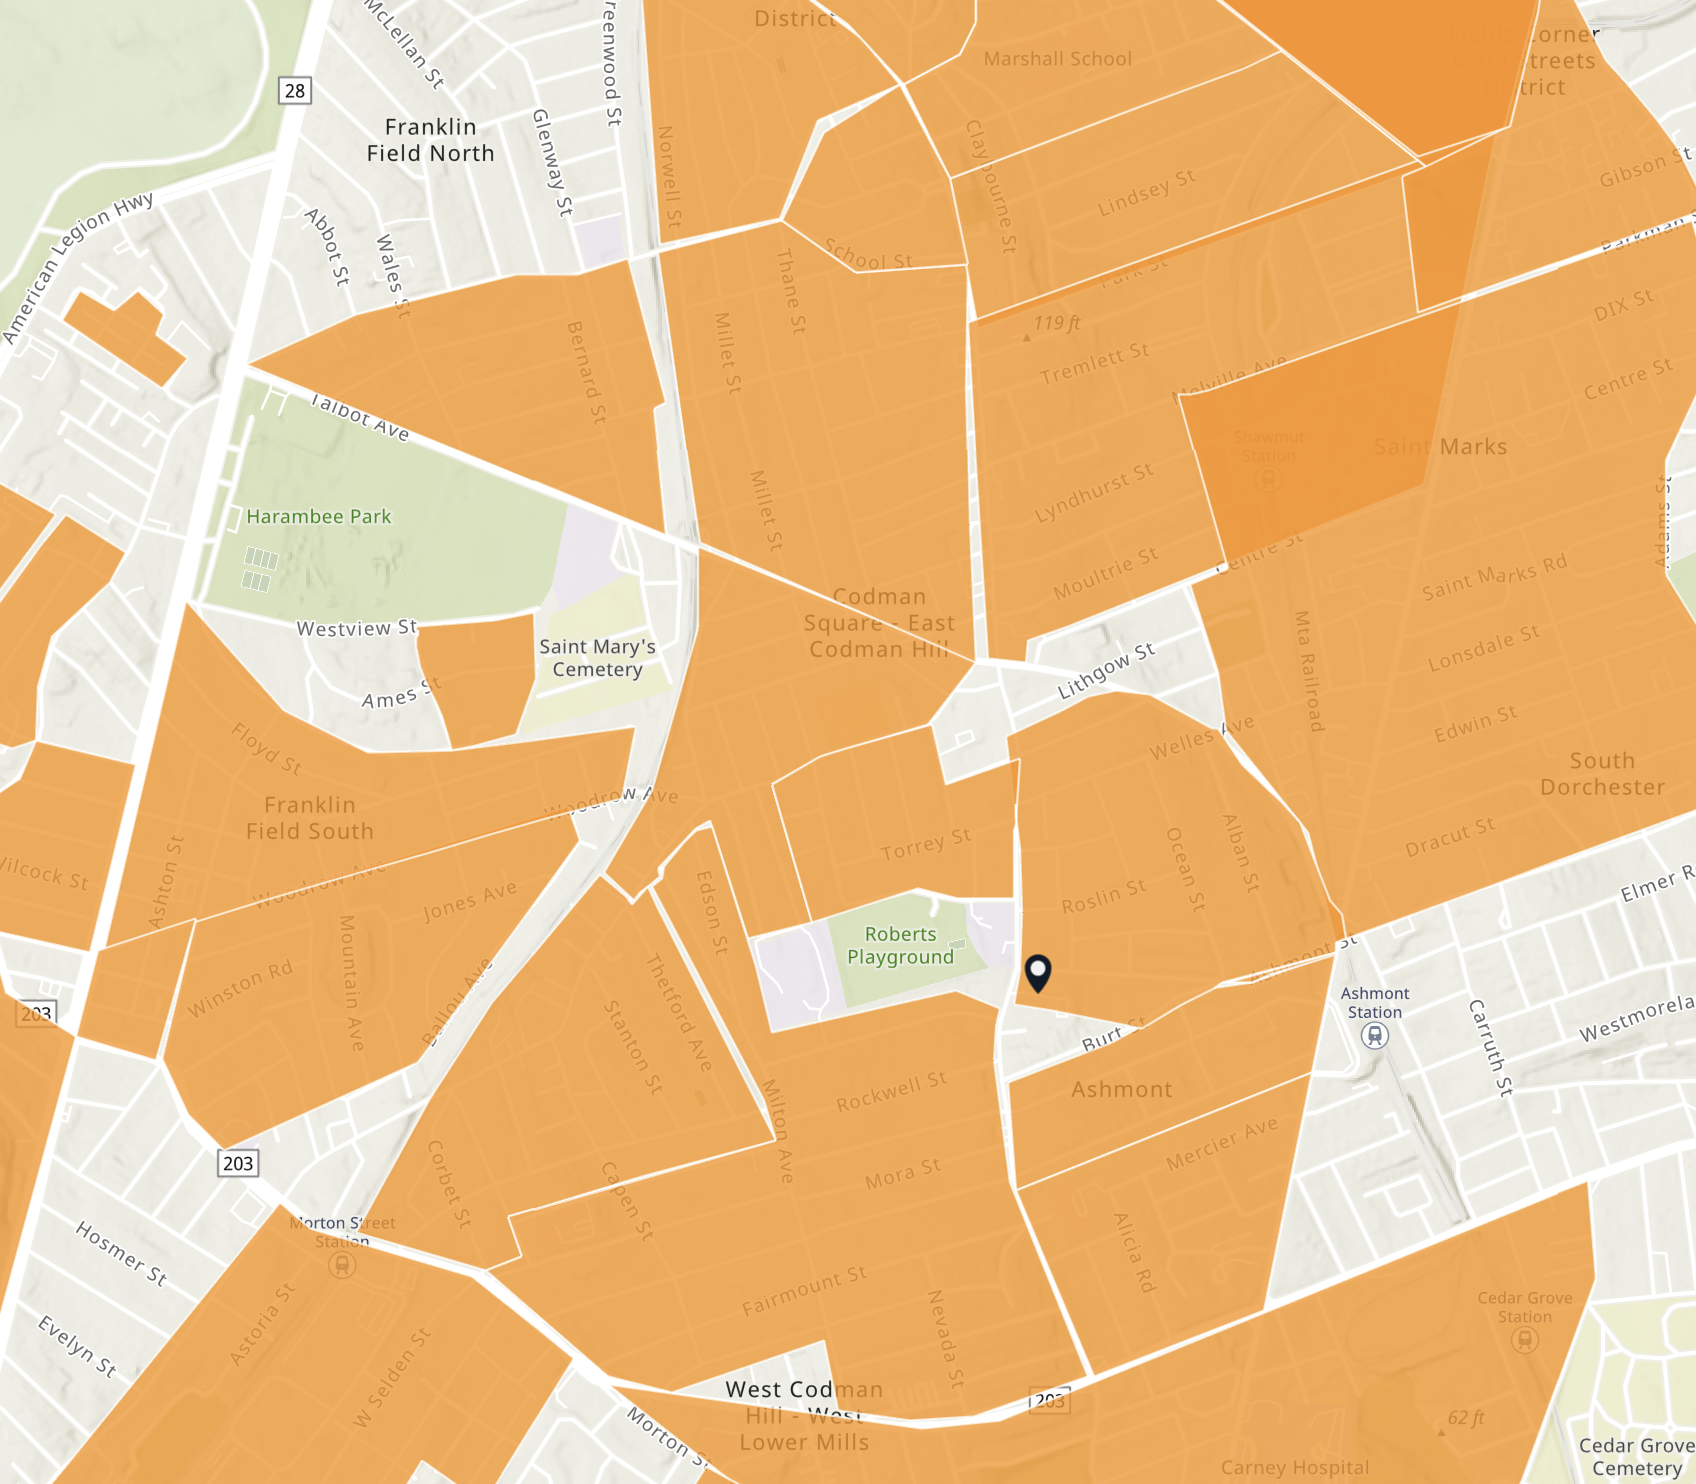 District
Marshall School
Corner
Streets
District
McLellan St
Greenwood St
28
Franklin
Field North
Glenway St
Norwell St
Claybourne St
Gibson St
American Legion Hwy
Abbot St
Wales St
Lindsey St
School St
Thane St
Park St
Parkman St
119 ft
DIX St
Bernard St
Millet St
Tremlett St
Melville Ave
Centre St
Talbot Ave
Shawmut
Station
Saint Marks
Harambee Park
Millet St
Lyndhurst St
Adams St
Moultrie St
Centre St
Saint Marks Rd
Codman
Square - East
Codman Hill
Westview St
Saint Mary's
Cemetery
Lithgow St
Mta Railroad
Lonsdale St
Ames St
Floyd St
Welles Ave
Edwin St
South
Dorchester
Woodrow Ave
Franklin
Field South
Torrey St
Ocean St
Alban St
Dracut St
Wilcock St
Ashton St
Woodrow Ave
Jones Ave
Edson St
Roslin St
Elmer R
Mountain Ave
Winston Rd
Roberts
Playground
Ashmont St
Ballou Ave
Thetford Ave
Ashmont
Station
203
Stanton St
Burt St
Carruth St
Westmorela
Rockwell St
Ashmont
Milton Ave
203
Corbet St
Capen St
Mora St
Mercier Ave
Hosmer St
Morton Street
Station
Alicia Rd
Fairmount St
Nevada St
Astoria St
Evelyn St
W Selden St
Cedar Grove
Station
West Codman
Hill - West
Lower Mills
203
Morton St
62 ft
Carney Hospital
Cedar Grove
Cemetery